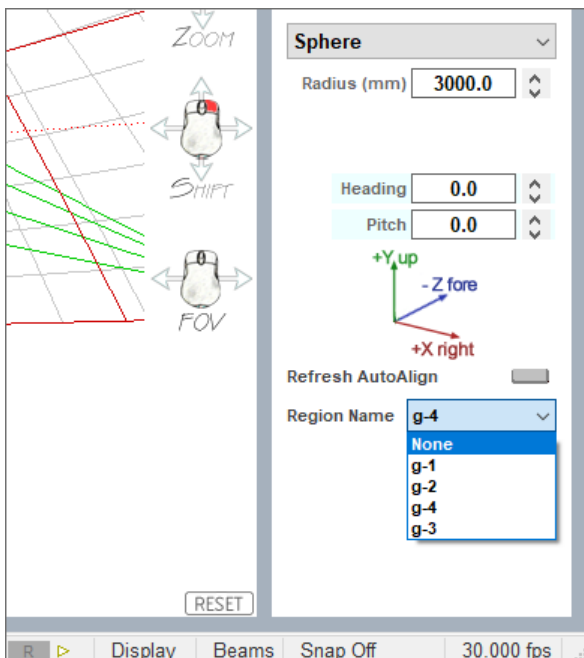 ZOOM
SHIFT
FOV
RESET
Sphere
Radius (mm) 3000.0
Heading 0.0
Pitch 0.0
+Y up
- Z fore
+X right
Refresh AutoAlign
Region Name g-4
None
g-1
g-2
g-4
g-3
R Display Beams Snap Off 30.000 fps